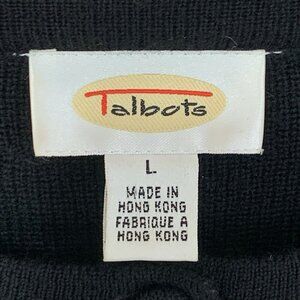 Talbots
L
MADE IN
HONG KONG
FABRIQUE A
HONG KONG